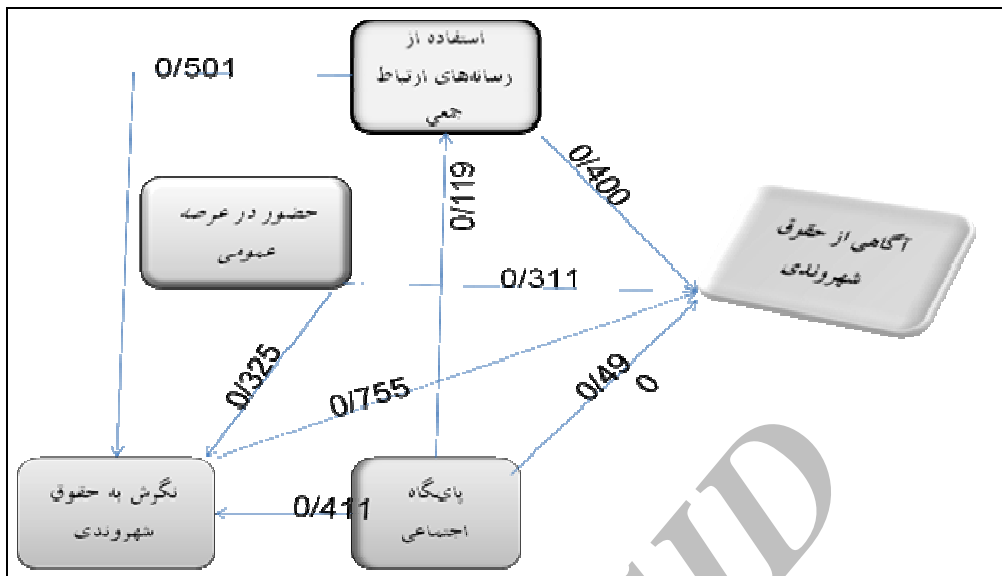 استفاده از
رسانه‌های ارتباط
جمعی
0/501
0/400
0/119
حضور در عرصه
عمومی
آگاهی از حقوق
شهروندی
0/311
0/325
0/755
0/49
0
نگرش به حقوق
شهروندی
0/411
پایگاه
اجتماعی